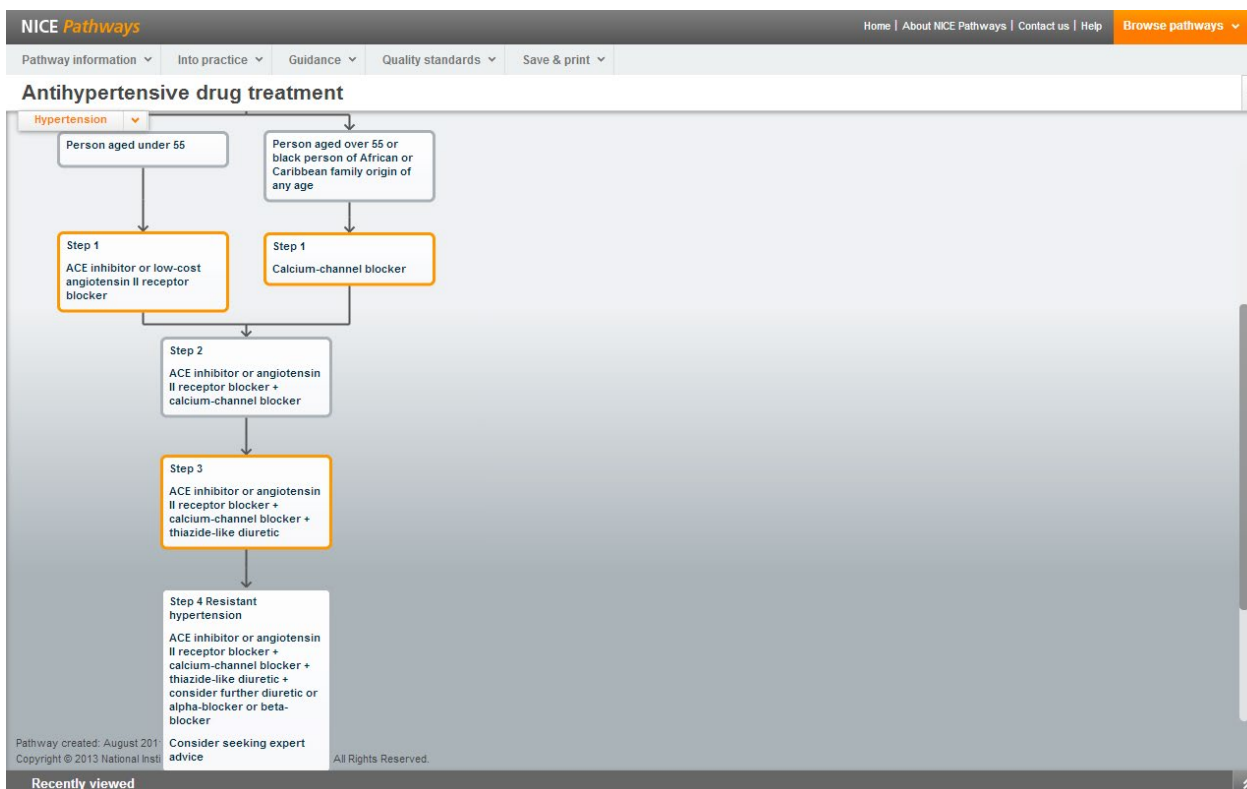 NICE Pathways
Home | About NICE Pathways | Contact us | Help
Browse pathways
Pathway information
Into practice
Guidance
Quality standards
Save & print
Antihypertensive drug treatment
Hypertension
Person aged under 55
Person aged over 55 or
black person of African or
Caribbean family origin of
any age
Step 1
ACE inhibitor or low-cost
angiotensin II receptor
blocker
Step 1
Calcium-channel blocker
Step 2
ACE inhibitor or angiotensin
II receptor blocker +
calcium-channel blocker
Step 3
ACE inhibitor or angiotensin
II receptor blocker +
calcium-channel blocker +
thiazide-like diuretic
Step 4 Resistant
hypertension
ACE inhibitor or angiotensin
II receptor blocker +
calcium-channel blocker +
thiazide-like diuretic +
consider further diuretic or
alpha-blocker or beta-
blocker
Consider seeking expert
advice
Pathway created: August
Copyright © 2013 National
All Rights Reserved.
Recently viewed